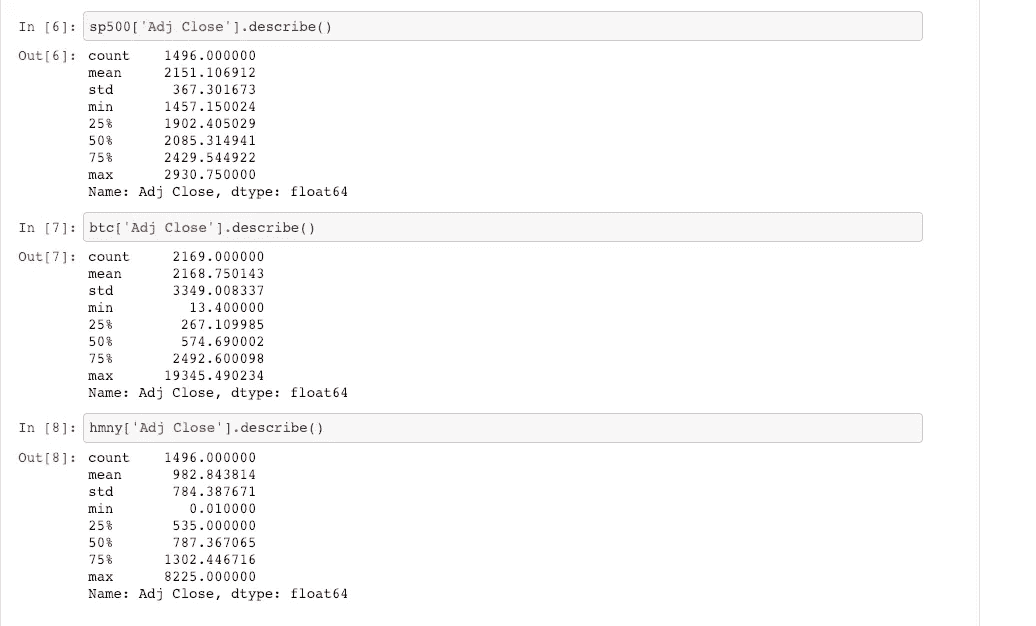 In [6]: sp500['Adj Close'].describe()
Out[6]: count 1496.000000
mean 2151.106912
std 367.301673
min 1457.150024
25% 1902.405029
50% 2085.314941
75% 2429.544922
max 2930.750000
Name: Adj Close, dtype: float64
In [7]: btc['Adj Close'].describe()
Out[7]: count 2169.000000
mean 2168.750143
std 3349.008337
min 13.400000
25% 267.109985
50% 574.690002
75% 2492.600098
max 19345.490234
Name: Adj Close, dtype: float64
In [8]: hmny['Adj Close'].describe()
Out[8]: count 1496.000000
mean 982.843814
std 784.387671
min 0.010000
25% 535.000000
50% 787.367065
75% 1302.446716
max 8225.000000
Name: Adj Close, dtype: float64